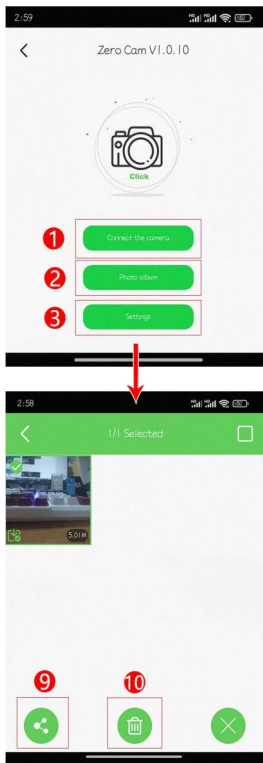 2:59
Zero Cam V1.0.10
Click
1
Connect the camera
2
Photo album
3
Settings
2:58
1/1 Selected
5.01M
9
10